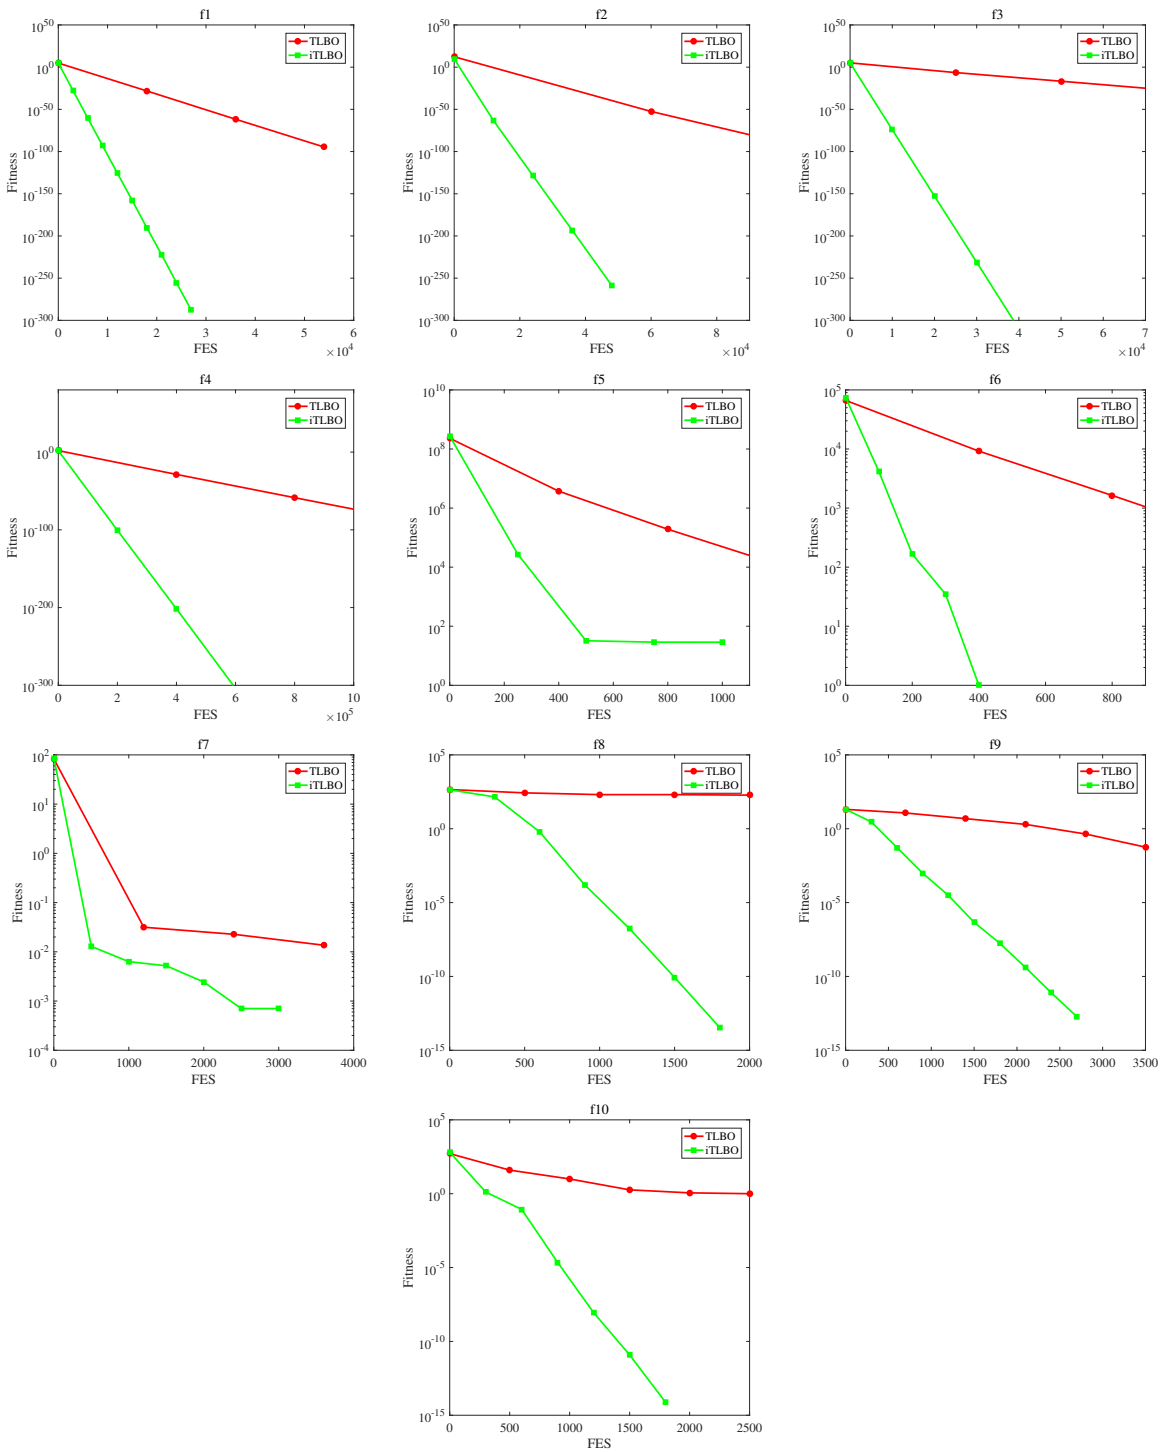 f1
TLBO
iTLBO
Fitness
10^50
10^0
10^-50
10^-100
10^-150
10^-200
10^-250
10^-300
0 1 2 3 4 5 6
FES
×10^4
f2
TLBO
iTLBO
Fitness
10^50
10^0
10^-50
10^-100
10^-150
10^-200
10^-250
10^-300
0 2 4 6 8
FES
×10^4
f3
TLBO
iTLBO
Fitness
10^50
10^0
10^-50
10^-100
10^-150
10^-200
10^-250
10^-300
0 1 2 3 4 5 6 7
FES
×10^4
f4
TLBO
iTLBO
Fitness
10^0
10^-100
10^-200
10^-300
0 2 4 6 8 10
FES
×10^5
f5
TLBO
iTLBO
Fitness
10^10
10^8
10^6
10^4
10^2
10^0
0 200 400 600 800 1000
FES
f6
TLBO
iTLBO
Fitness
10^5
10^4
10^3
10^2
10^1
10^0
0 200 400 600 800
FES
f7
TLBO
iTLBO
Fitness
10^2
10^1
10^0
10^-1
10^-2
10^-3
10^-4
0 1000 2000 3000 4000
FES
f8
TLBO
iTLBO
Fitness
10^5
10^0
10^-5
10^-10
10^-15
0 500 1000 1500 2000
FES
f9
TLBO
iTLBO
Fitness
10^5
10^0
10^-5
10^-10
10^-15
0 500 1000 1500 2000 2500 3000 3500
FES
f10
TLBO
iTLBO
Fitness
10^5
10^0
10^-5
10^-10
10^-15
0 500 1000 1500 2000 2500
FES